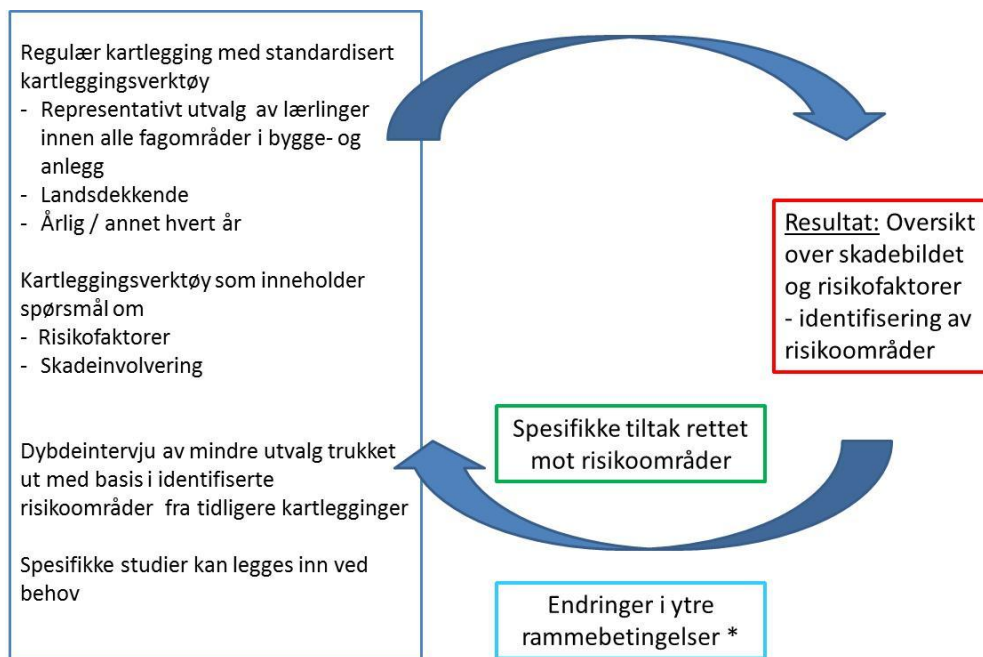 Regulær kartlegging med standardisert
kartleggingsverktøy
- Representativt utvalg av lærlinger
innen alle fagområder i bygge- og
anlegg
- Landsdekkende
- Årlig / annet hvert år
Kartleggingsverktøy som inneholder
spørsmål om
- Risikofaktorer
- Skadeinvolvering
Dybdeintervju av mindre utvalg trukket
ut med basis i identifiserte
risikoområder fra tidligere kartlegginger
Spesifikke studier kan legges inn ved
behov
Resultat: Oversikt
over skadebildet
og risikofaktorer
- identifisering av
risikoområder
Spesifikke tiltak rettet
mot risikoområder
Endringer i ytre
rammebetingelser *